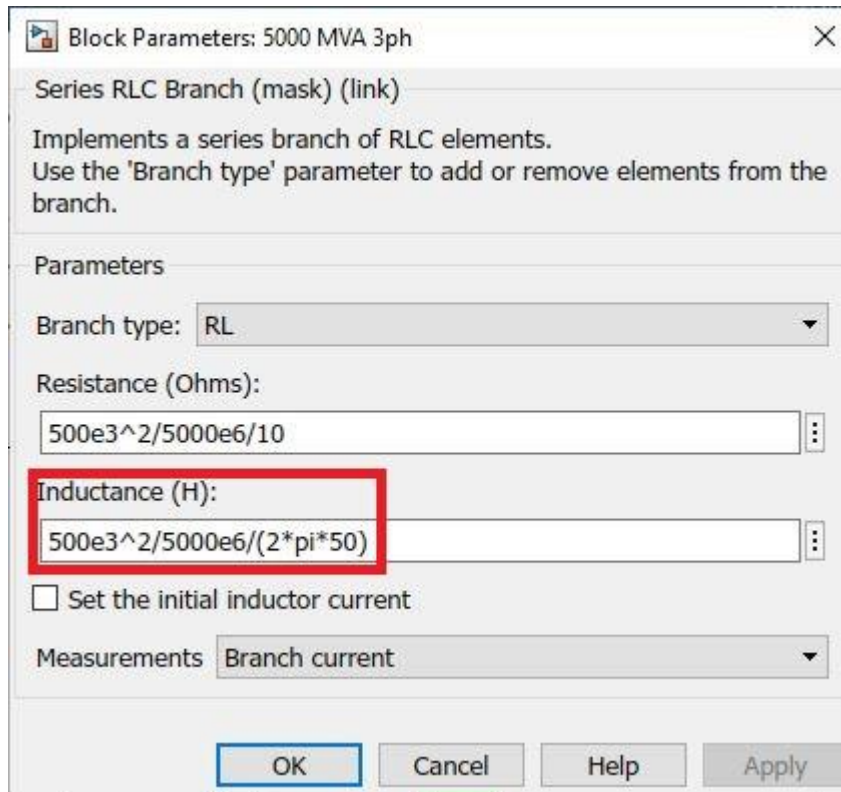 Block Parameters: 5000 MVA 3ph
Series RLC Branch (mask) (link)
Implements a series branch of RLC elements.
Use the 'Branch type' parameter to add or remove elements from the
branch.
Parameters
Branch type: RL
Resistance (Ohms):
500e3^2/5000e6/10
Inductance (H):
500e3^2/5000e6/(2*pi*50)
Set the initial inductor current
Measurements Branch current
OK Cancel Help Apply